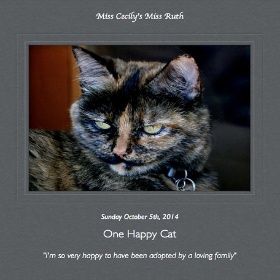 Miss Cecily's Miss Ruth
Sunday October 5th, 2014
One Happy Cat
"I'm so very happy to have been adopted by a loving family"